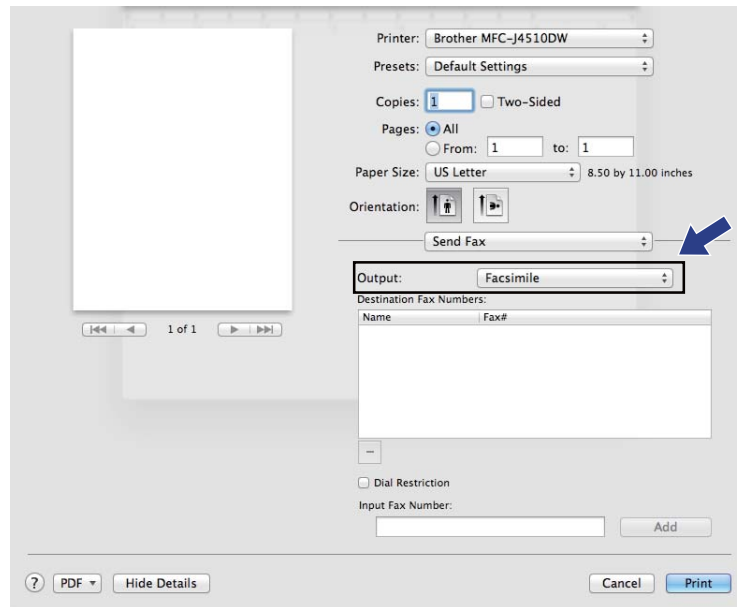 Printer: Brother MFC-J4510DW
Presets: Default Settings
Copies: 1 Two-Sided
Pages: All
From: 1 to: 1
Paper Size: US Letter 8.50 by 11.00 inches
Orientation:
Send Fax
Output: Facsimile
Destination Fax Numbers:
Name Fax#
1 of 1
Dial Restriction
Input Fax Number:
Add
? PDF Hide Details Cancel Print